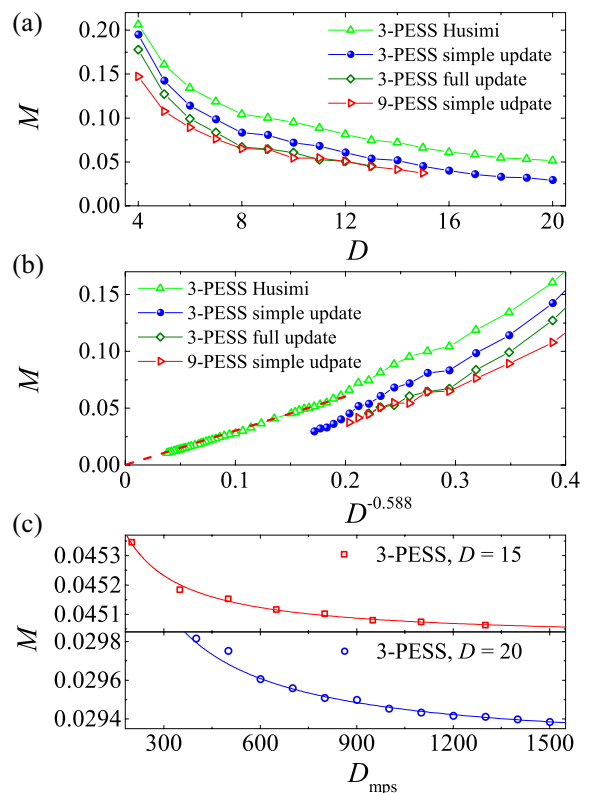 (a)
0.20
0.15
0.10
0.05
0.00
M
3-PESS Husimi
3-PESS simple update
3-PESS full update
9-PESS simple udpate
4 8 12 16 20
D
(b)
0.15
0.10
0.05
0.00
M
3-PESS Husimi
3-PESS simple update
3-PESS full update
9-PESS simple udpate
0 0.1 0.2 0.3 0.4
D^-0.588
(c)
0.0453
0.0452
0.0451
3-PESS, D = 15
M
0.0298
0.0296
0.0294
3-PESS, D = 20
300 600 900 1200 1500
D_mps